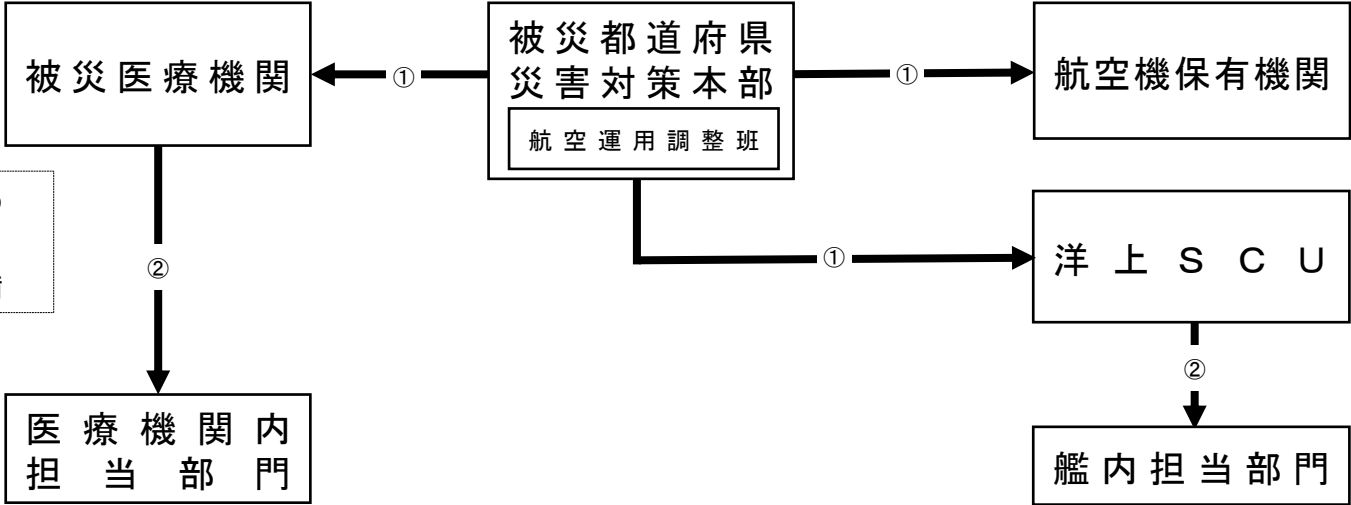 被災医療機関
①
被災都道府県
災害対策本部
航空運用調整班
①
航空機保有機関
①
洋上SCU
②
②
医療機関内
担当部門
艦内担当部門